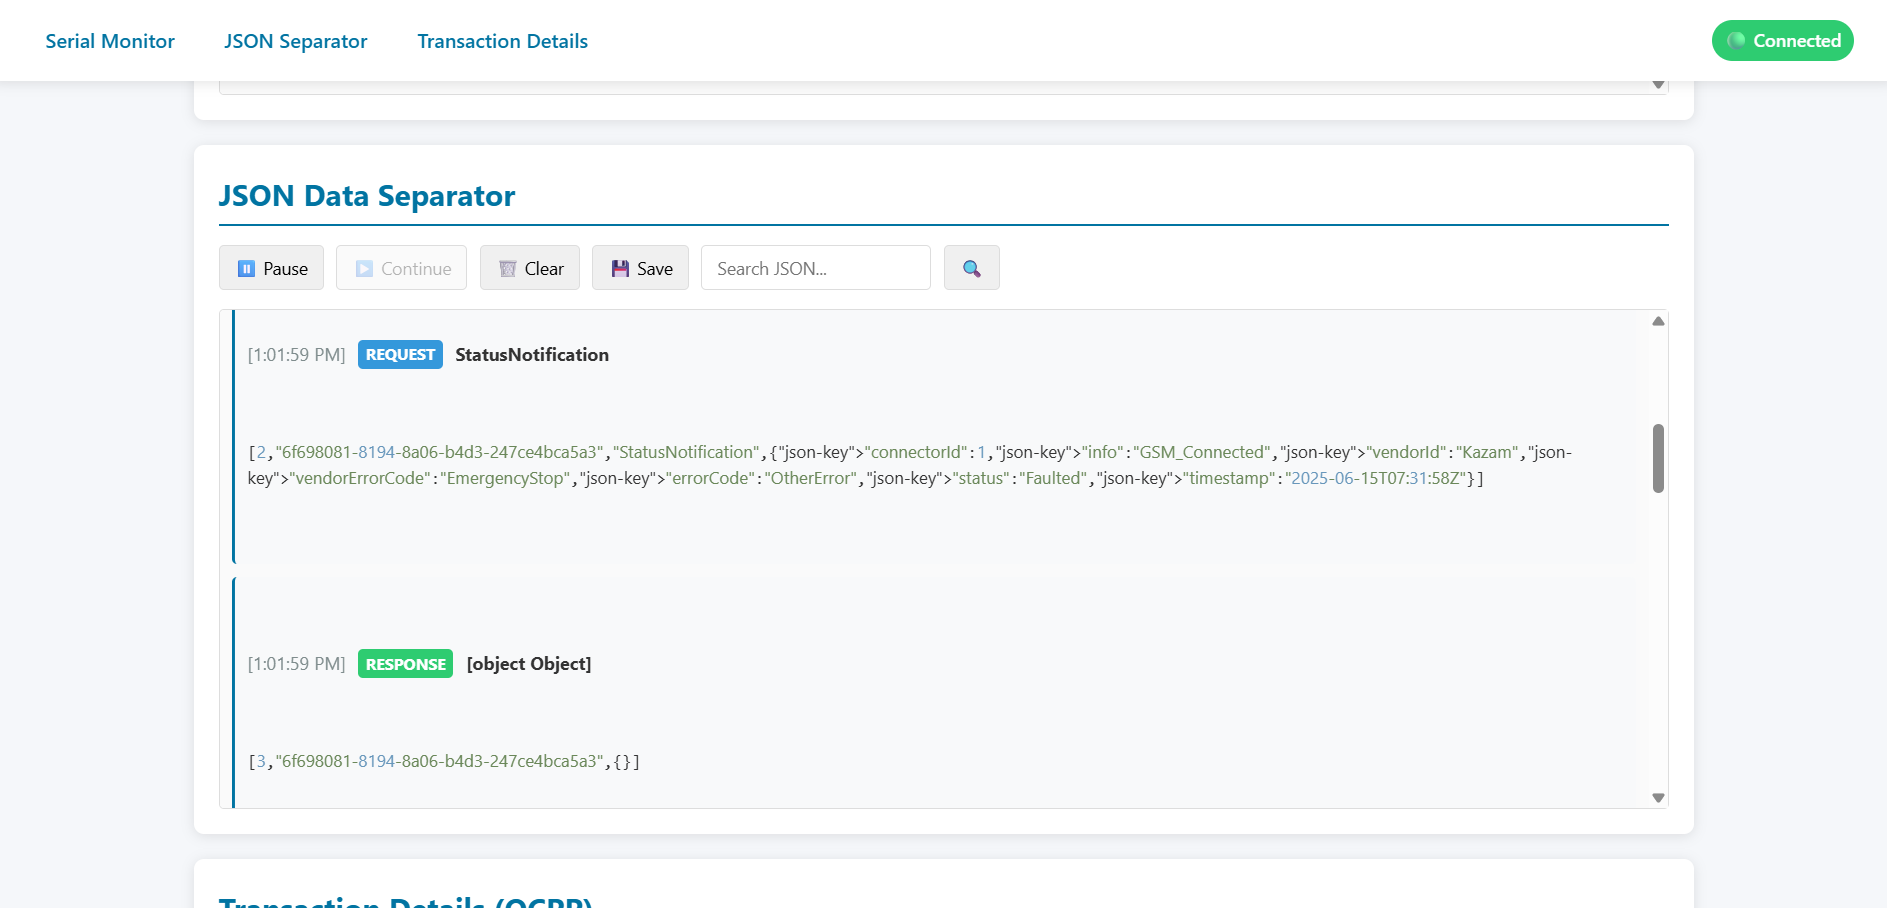 Serial Monitor
JSON Separator
Transaction Details
Connected
JSON Data Separator
Pause
Continue
Clear
Save
Search JSON...
[1:01:59 PM] REQUEST StatusNotification
[2,"6f698081-8194-8a06-b4d3-247ce4bca5a3","StatusNotification",{"json-key">"connectorId":1,"json-key">"info":"GSM_Connected","json-key">"vendorId":"Kazam","json-
key">"vendorErrorCode":"EmergencyStop","json-key">"errorCode":"OtherError","json-key">"status":"Faulted","json-key">"timestamp":"2025-06-15T07:31:58Z"}]
[1:01:59 PM] RESPONSE [object Object]
[3,"6f698081-8194-8a06-b4d3-247ce4bca5a3",{}]
Transaction Details (OCPP)